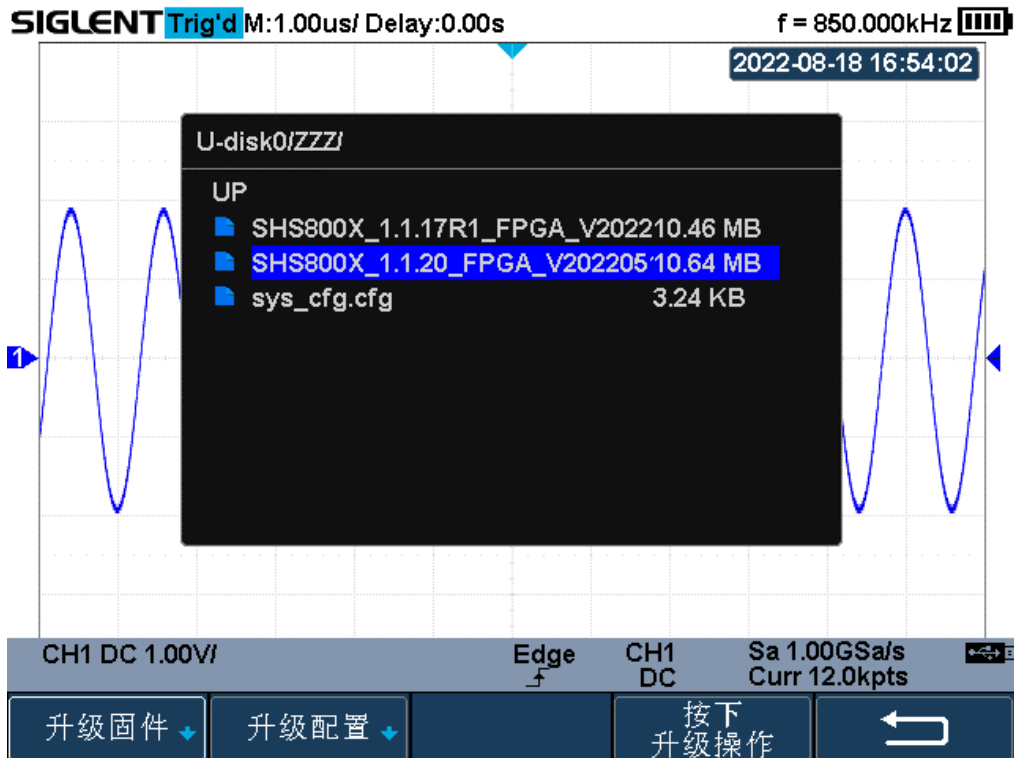 SIGLENT Trig'd M:1.00us/ Delay:0.00s f = 850.000kHz
2022-08-18 16:54:02
U-disk0/ZZZ/
UP
SHS800X_1.1.17R1_FPGA_V202210.46 MB
SHS800X_1.1.20_FPGA_V202205 10.64 MB
sys_cfg.cfg 3.24 KB
1
CH1 DC 1.00V/ Edge CH1 Sa 1.00GSa/s
DC Curr 12.0kpts
升级固件 升级配置 按下
升级操作